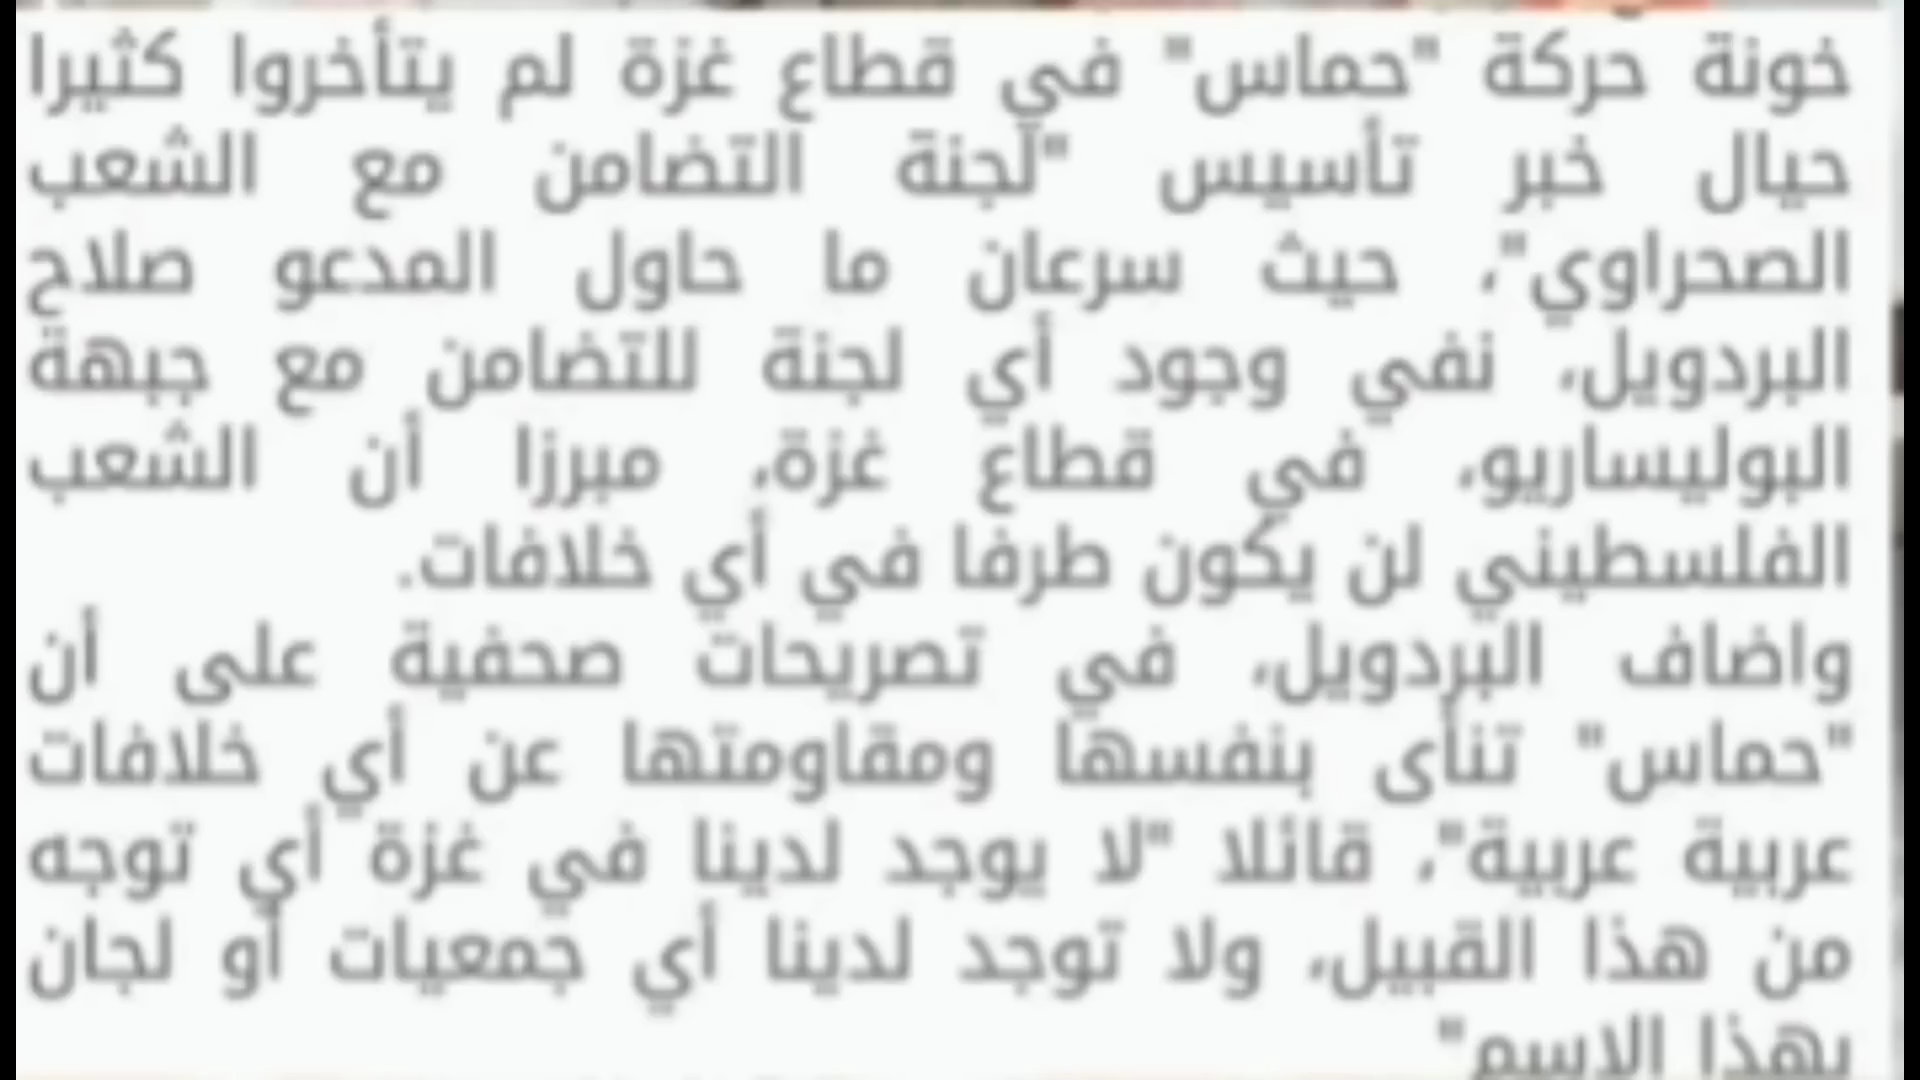 خونة حركة "حماس" في قطاع غزة لم يتأخروا كثيرا
حيال خبر تأسيس "لجنة التضامن مع الشعب
الصحراوي"، حيث سرعان ما حاول المدعو صلاح
البردويل، نفي وجود أي لجنة للتضامن مع جبهة
البوليساريو، في قطاع غزة، مبرزا أن الشعب
الفلسطيني لن يكون طرفا في أي خلافات.
واضاف البردويل، في تصريحات صحفية على أن
"حماس" تنأى بنفسها ومقاومتها عن أي خلافات
عربية عربية"، قائلا "لا يوجد لدينا في غزة أي توجه
من هذا القبيل، ولا توجد لدينا أي جمعيات أو لجان
بهذا الاسم"